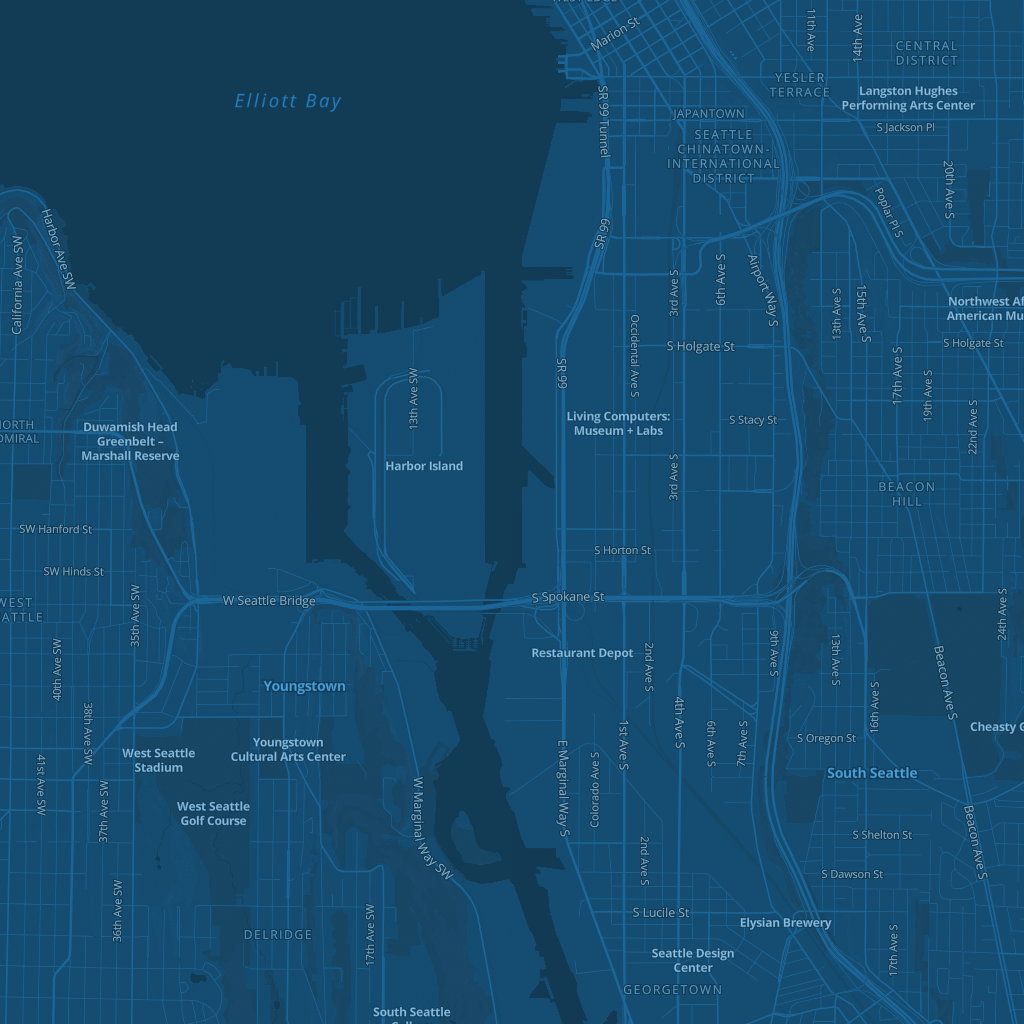 Marion St
11th Ave
14th Ave
CENTRAL
DISTRICT
Elliott Bay
YESLER
TERRACE
Langston Hughes
Performing Arts Center
SR 99 Tunnel
JAPANTOWN
S Jackson Pl
SEATTLE
CHINATOWN-
INTERNATIONAL
DISTRICT
20th Ave S
Poplar Pl S
Harbor Ave SW
California Ave SW
SR 99
3rd Ave S
6th Ave S
Airport Way S
13th Ave S
15th Ave S
Northwest Af
American Mu
Occidental Ave S
S Holgate St
S Holgate St
SR 99
13th Ave SW
17th Ave S
19th Ave S
22nd Ave S
Living Computers:
Museum + Labs
S Stacy St
Duwamish Head
Greenbelt –
Marshall Reserve
Harbor Island
3rd Ave S
BEACON
HILL
SW Hanford St
S Horton St
SW Hinds St
W Seattle Bridge
S Spokane St
35th Ave SW
24th Ave S
40th Ave SW
Restaurant Depot
2nd Ave S
9th Ave S
13th Ave S
Beacon Ave S
Youngstown
38th Ave SW
4th Ave S
16th Ave S
1st Ave S
6th Ave S
7th Ave S
Cheasty G
S Oregon St
Youngstown
Cultural Arts Center
West Seattle
Stadium
41st Ave SW
E Marginal Way S
Colorado Ave S
South Seattle
West Seattle
Golf Course
37th Ave SW
W Marginal Way SW
S Shelton St
Beacon Ave S
2nd Ave S
S Dawson St
36th Ave SW
17th Ave SW
S Lucile St
Elysian Brewery
DELRIDGE
17th Ave S
Seattle Design
Center
GEORGETOWN
South Seattle